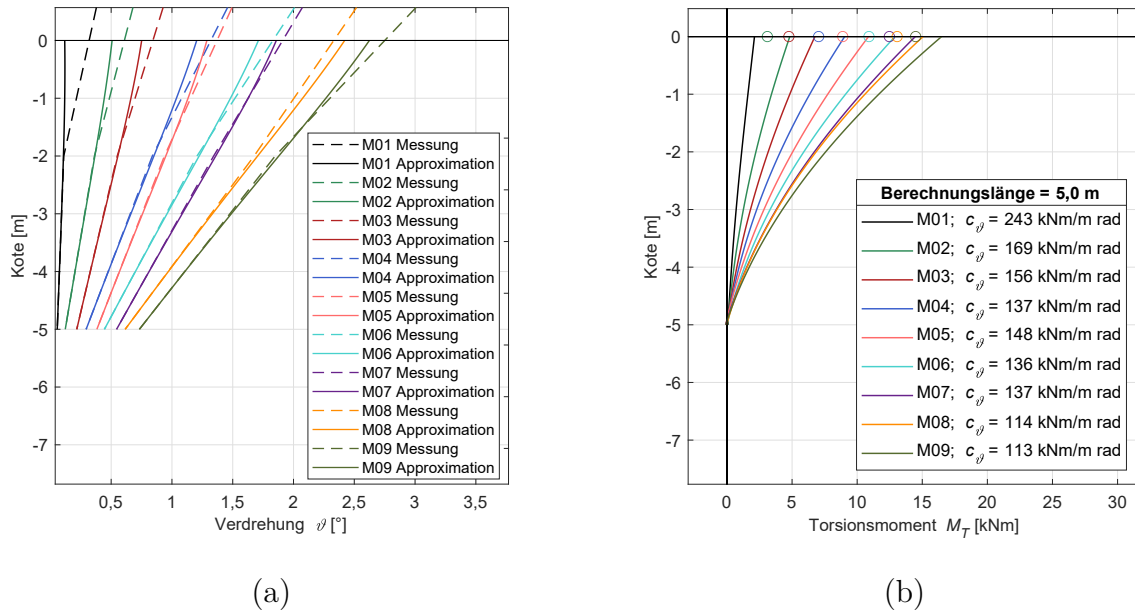 0
-1
-2
-3
-4
-5
-6
-7
Kote [m]
0,5
1
1,5
2
2,5
3
3,5
Verdrehung ϑ [°]
M01 Messung
M01 Approximation
M02 Messung
M02 Approximation
M03 Messung
M03 Approximation
M04 Messung
M04 Approximation
M05 Messung
M05 Approximation
M06 Messung
M06 Approximation
M07 Messung
M07 Approximation
M08 Messung
M08 Approximation
M09 Messung
M09 Approximation
(a)
0
-1
-2
-3
-4
-5
-6
-7
Kote [m]
0
5
10
15
20
25
30
Torsionsmoment M_T [kNm]
Berechnungslänge = 5,0 m
M01; c_ϑ = 243 kNm/m rad
M02; c_ϑ = 169 kNm/m rad
M03; c_ϑ = 156 kNm/m rad
M04; c_ϑ = 137 kNm/m rad
M05; c_ϑ = 148 kNm/m rad
M06; c_ϑ = 136 kNm/m rad
M07; c_ϑ = 137 kNm/m rad
M08; c_ϑ = 114 kNm/m rad
M09; c_ϑ = 113 kNm/m rad
(b)